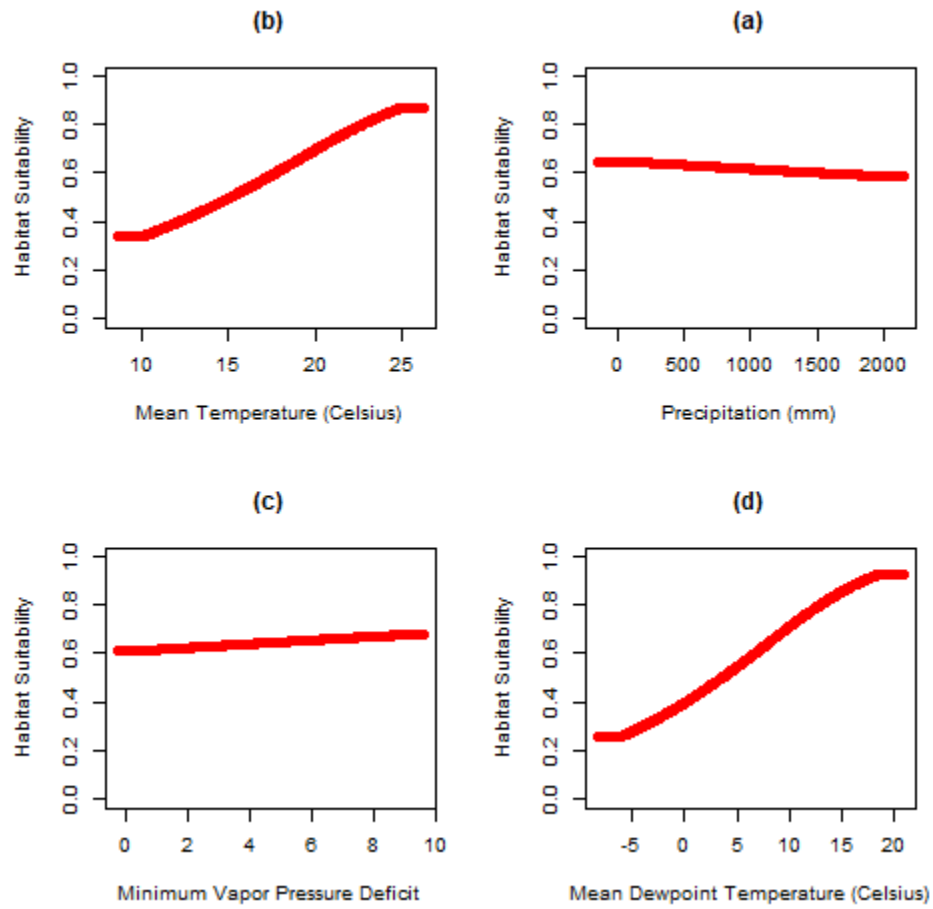 (b)
Habitat Suitability
1.0
0.8
0.6
0.4
0.2
0.0
10 15 20 25
Mean Temperature (Celsius)
(a)
Habitat Suitability
1.0
0.8
0.6
0.4
0.2
0.0
0 500 1000 1500 2000
Precipitation (mm)
(c)
Habitat Suitability
1.0
0.8
0.6
0.4
0.2
0.0
0 2 4 6 8 10
Minimum Vapor Pressure Deficit
(d)
Habitat Suitability
1.0
0.8
0.6
0.4
0.2
0.0
-5 0 5 10 15 20
Mean Dewpoint Temperature (Celsius)